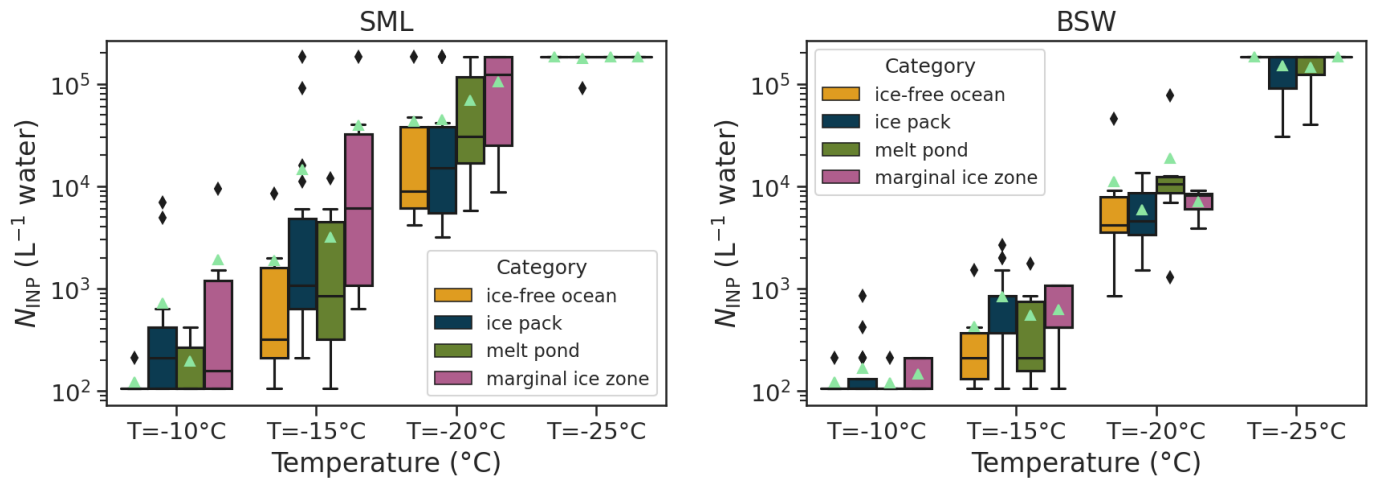 SML
N_INP (L⁻¹ water)
10⁵
10⁴
10³
10²
Category
ice-free ocean
ice pack
melt pond
marginal ice zone
T=-10°C T=-15°C T=-20°C T=-25°C
Temperature (°C)
BSW
N_INP (L⁻¹ water)
10⁵
10⁴
10³
10²
Category
ice-free ocean
ice pack
melt pond
marginal ice zone
T=-10°C T=-15°C T=-20°C T=-25°C
Temperature (°C)